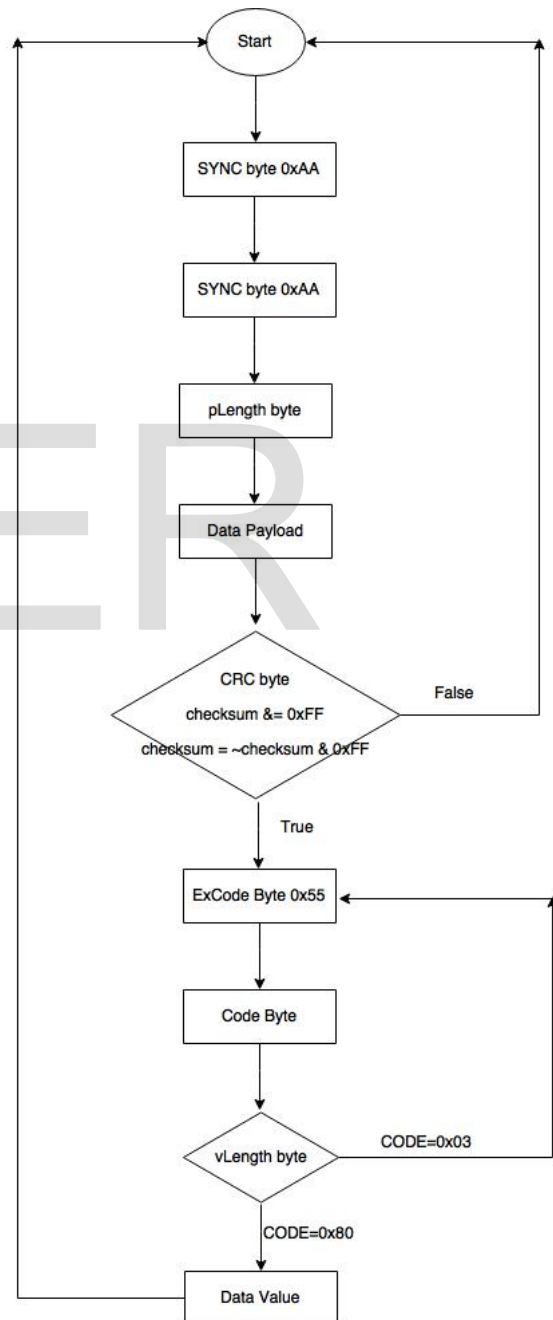 Start
SYNC byte 0xAA
SYNC byte 0xAA
pLength byte
ER
Data Payload
CRC byte
False
checksum &= 0xFF
checksum = ~checksum & 0xFF
True
ExCode Byte 0x55
Code Byte
vLength byte
CODE=0x03
CODE=0x80
Data Value